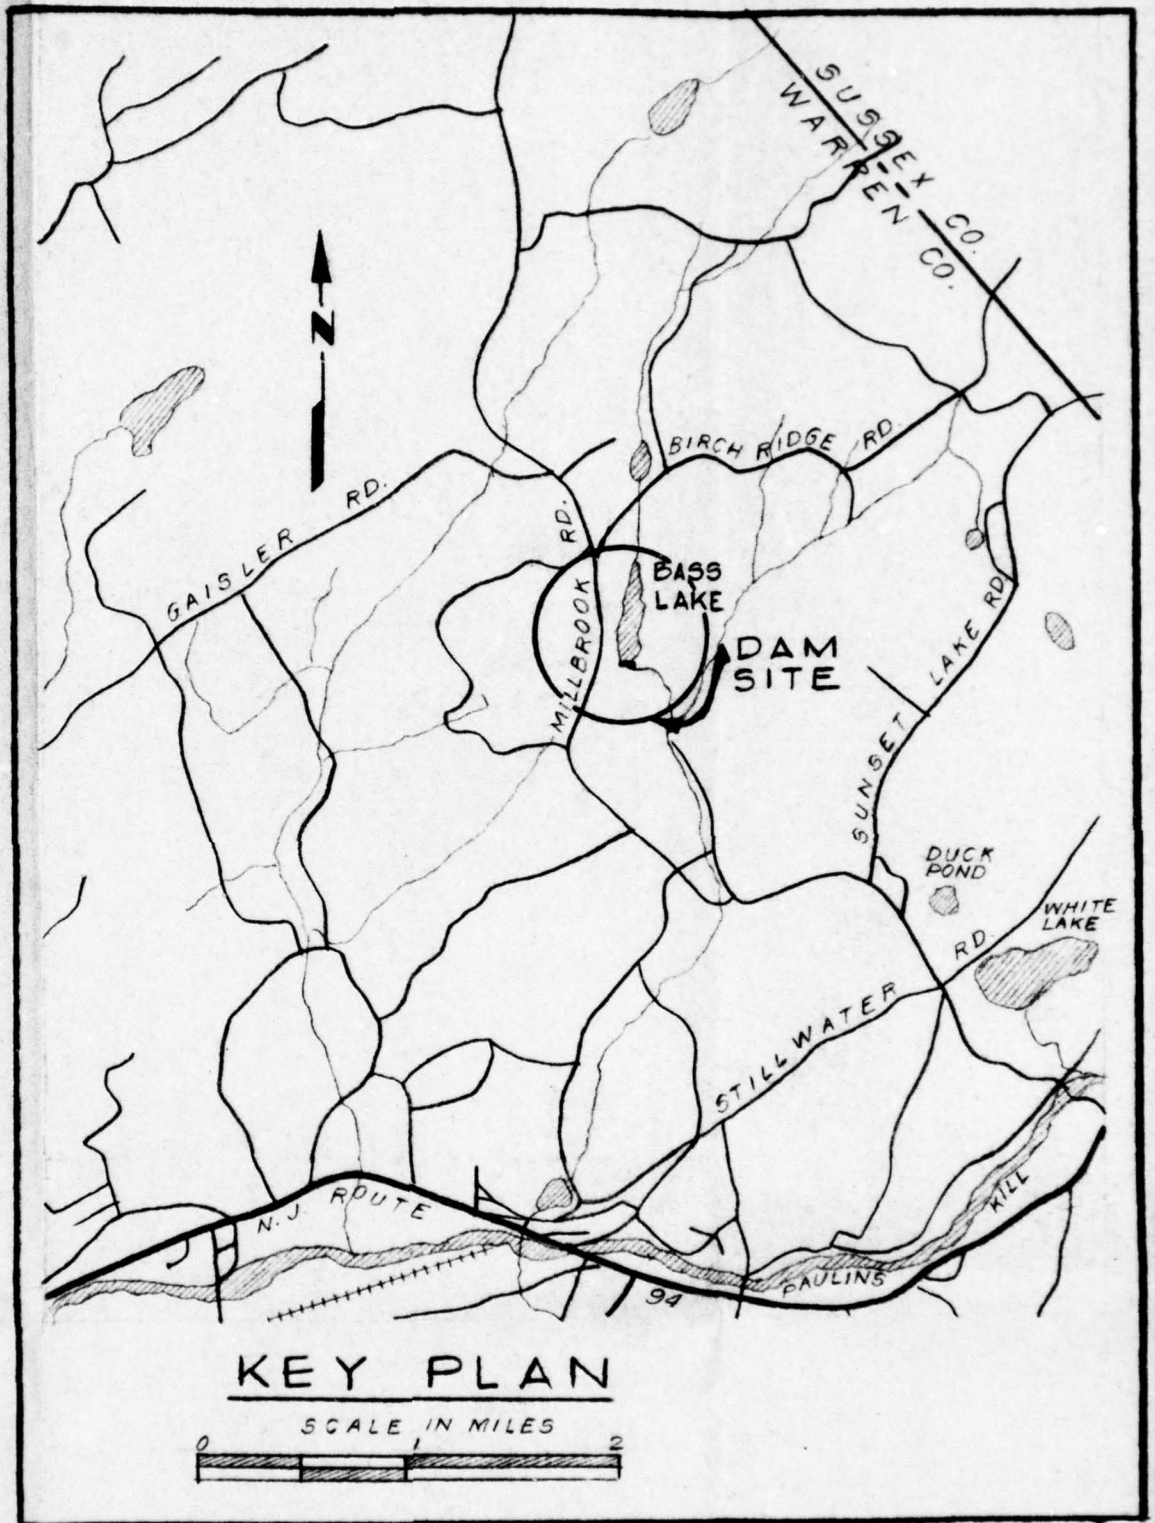 SUSSEX CO.
WARREN CO.
N
BIRCH RIDGE RD.
GAISLER RD.
MILLBROOK RD.
BASS
LAKE
DAM
SITE
SUNSET LAKE RD.
DUCK
POND
WHITE
LAKE
STILLWATER RD.
N.J. ROUTE 94
PAULINS KILL
KEY PLAN
SCALE IN MILES
0 1 2